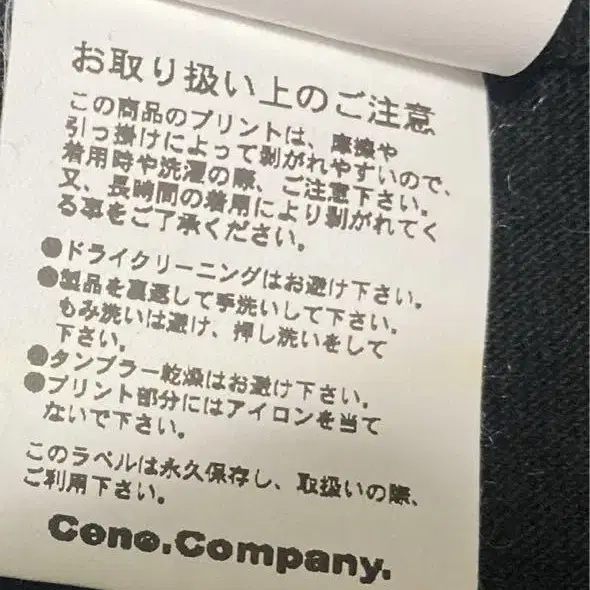 お取り扱い上のご注意
この商品のプリントは、摩擦や
引っ掛けによって剥がれやすいので、
着用時や洗濯の際、ご注意下さい。
又、長時間の着用により剥がれてく
る事をご了承ください。
●ドライクリーニングはお避け下さい。
●製品を裏返して手洗いして下さい。
もみ洗いは避け、押し洗いをして
下さい。
●タンブラー乾燥はお避け下さい。
●プリント部分にはアイロンを当て
ないで下さい。
このラベルは永久保存し、取扱いの際、
ご利用下さい。
Ceno.Company.